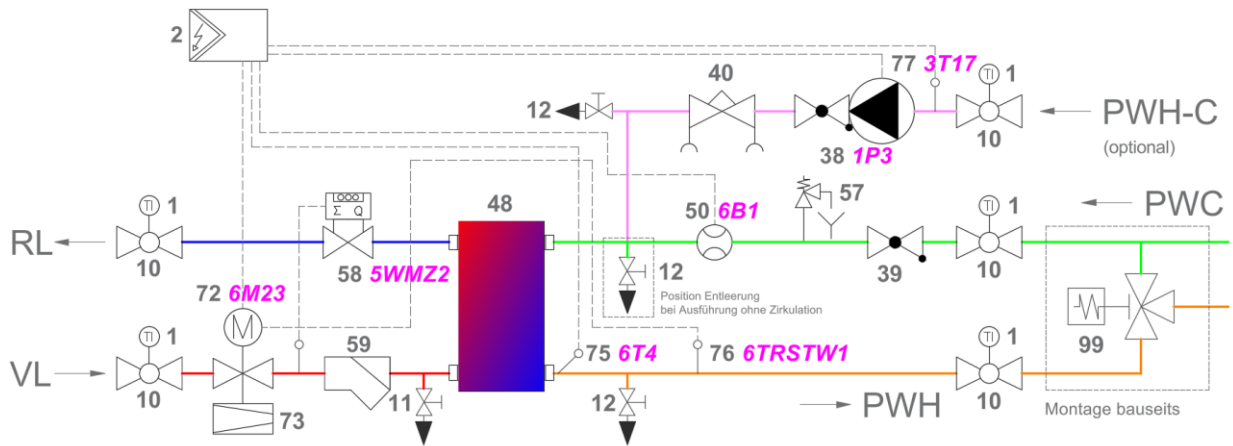 2
77 3T17
1
TI
40
12
10
PWH-C
(optional)
38 1P3
57
1
TI
Σ Q
48
50 6B1
1
TI
PWC
RL
10
58 5WMZ2
12
39
10
72 6M23
Position Entleerung
bei Ausführung ohne Zirkulation
M
1
TI
59
75 6T4
76 6TRSTW1
1
TI
99
VL
10
73
11
12
PWH
10
Montage bauseits